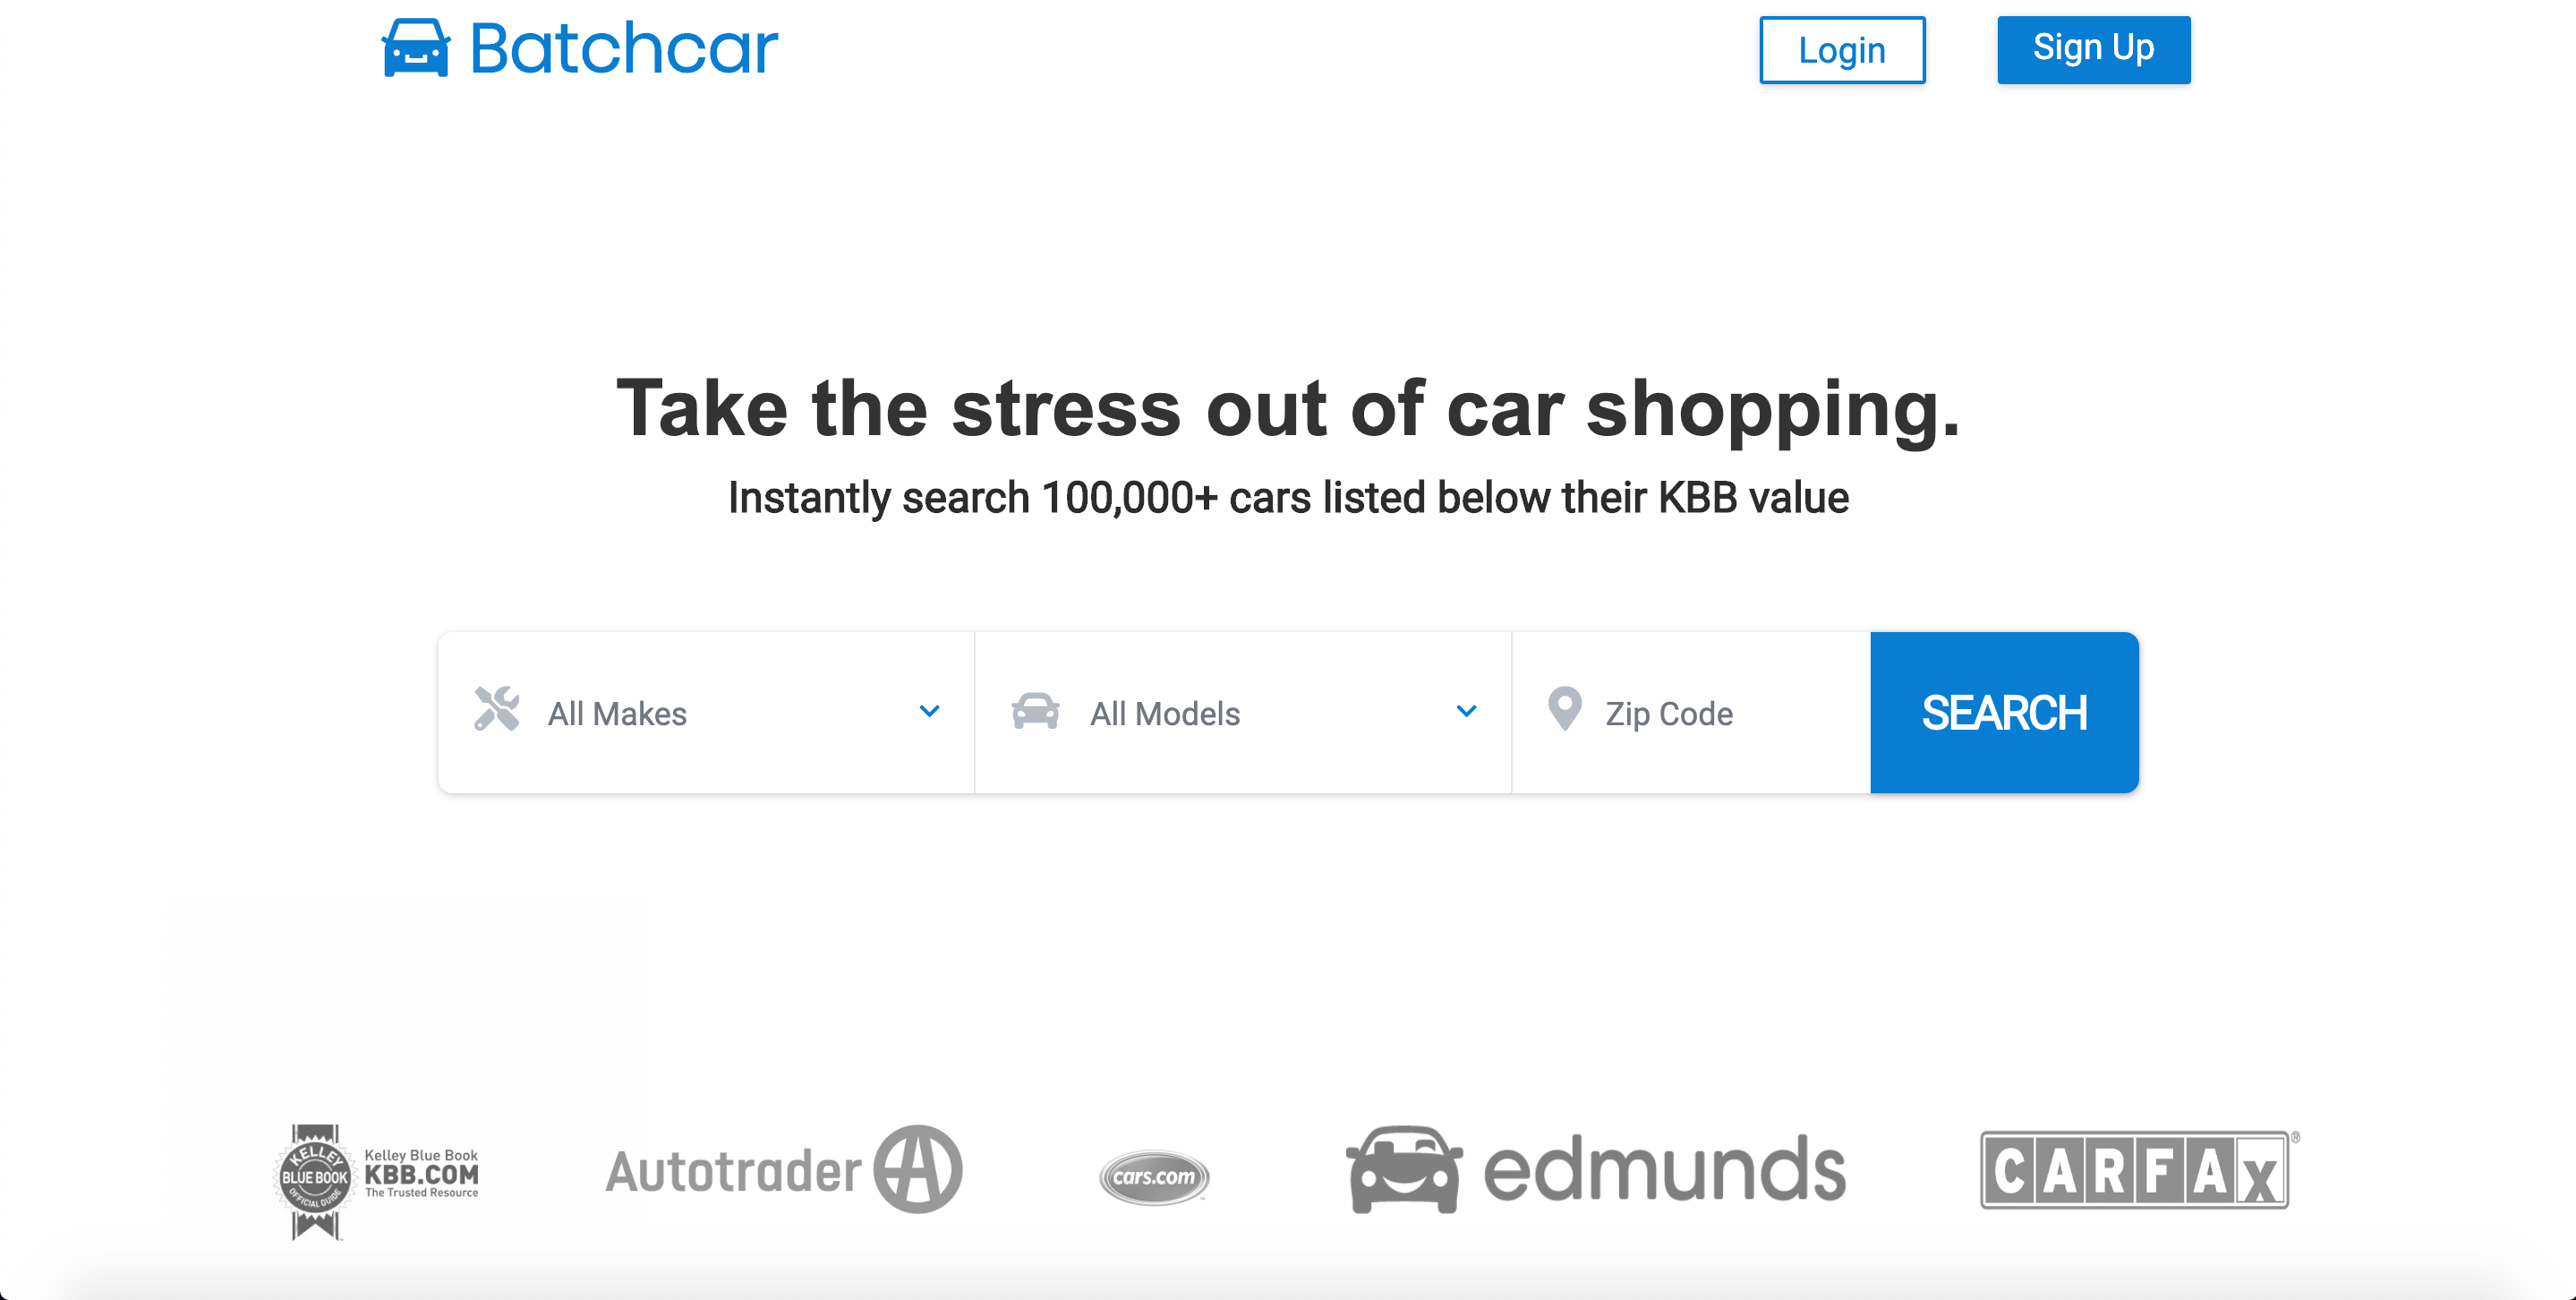 Batchcar
Login
Sign Up
Take the stress out of car shopping.
Instantly search 100,000+ cars listed below their KBB value
All Makes
All Models
Zip Code
SEARCH
KELLEY
BLUE BOOK
OFFICIAL GUIDE
Kelley Blue Book
KBB.COM
The Trusted Resource
Autotrader
cars.com
edmunds
CARFAX®